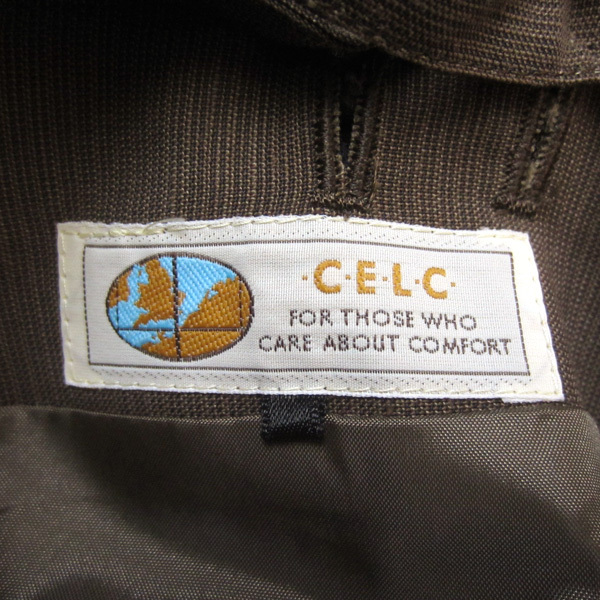 ·C·E·L·C·
FOR THOSE WHO
CARE ABOUT COMFORT